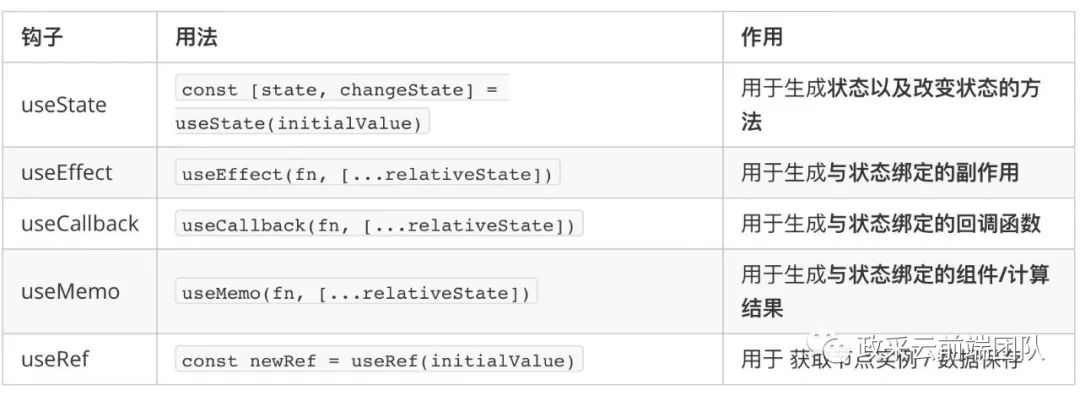 钩子 用法 作用
useState const [state, changeState] = useState(initialValue) 用于生成状态以及改变状态的方法
useEffect useEffect(fn, [...relativeState]) 用于生成与状态绑定的副作用
useCallback useCallback(fn, [...relativeState]) 用于生成与状态绑定的回调函数
useMemo useMemo(fn, [...relativeState]) 用于生成与状态绑定的组件/计算结果
useRef const newRef = useRef(initialValue) 用于 获取节点实例 / 数据保存
政采云前端团队